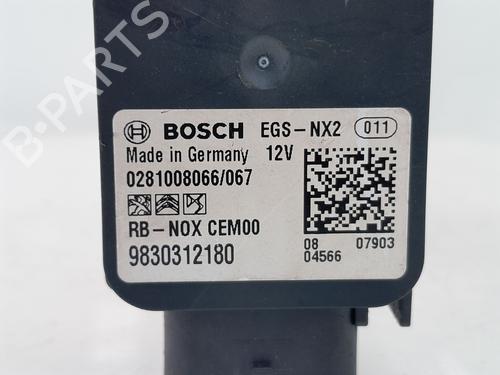 B-PARTS
BOSCH EGS-NX2 011
Made in Germany 12V
0281008066/067
RB-NOX CEM00
9830312180
08 07903
04566